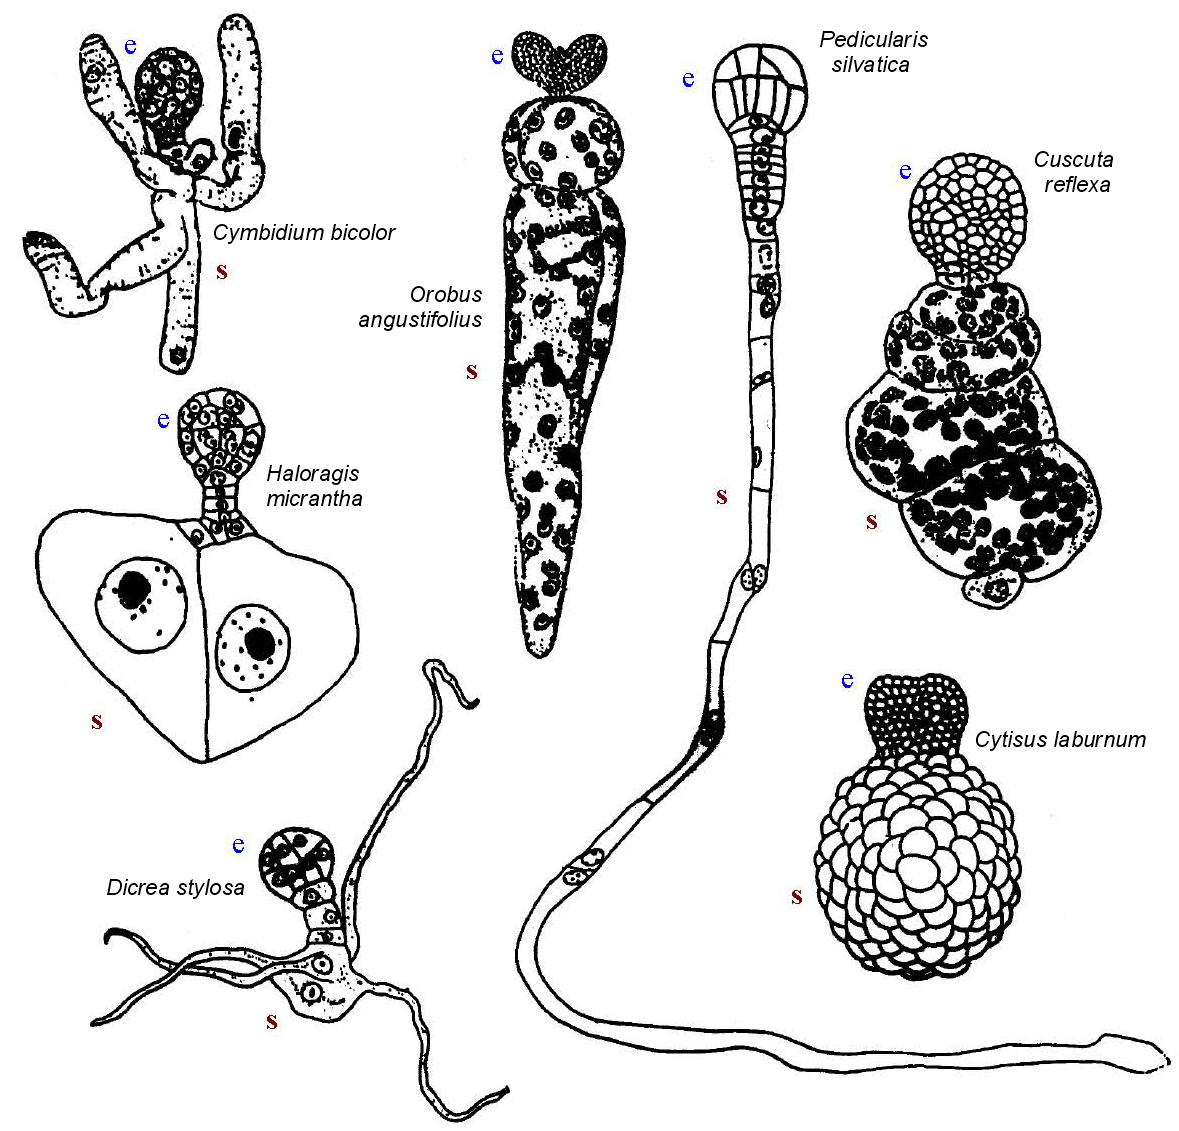 e
Cymbidium bicolor
s
e
Orobus
angustifolius
s
e
Pedicularis
silvatica
s
e
Cuscuta
reflexa
s
e
Haloragis
micrantha
s
e
Cytisus laburnum
s
e
Dicrea stylosa
s